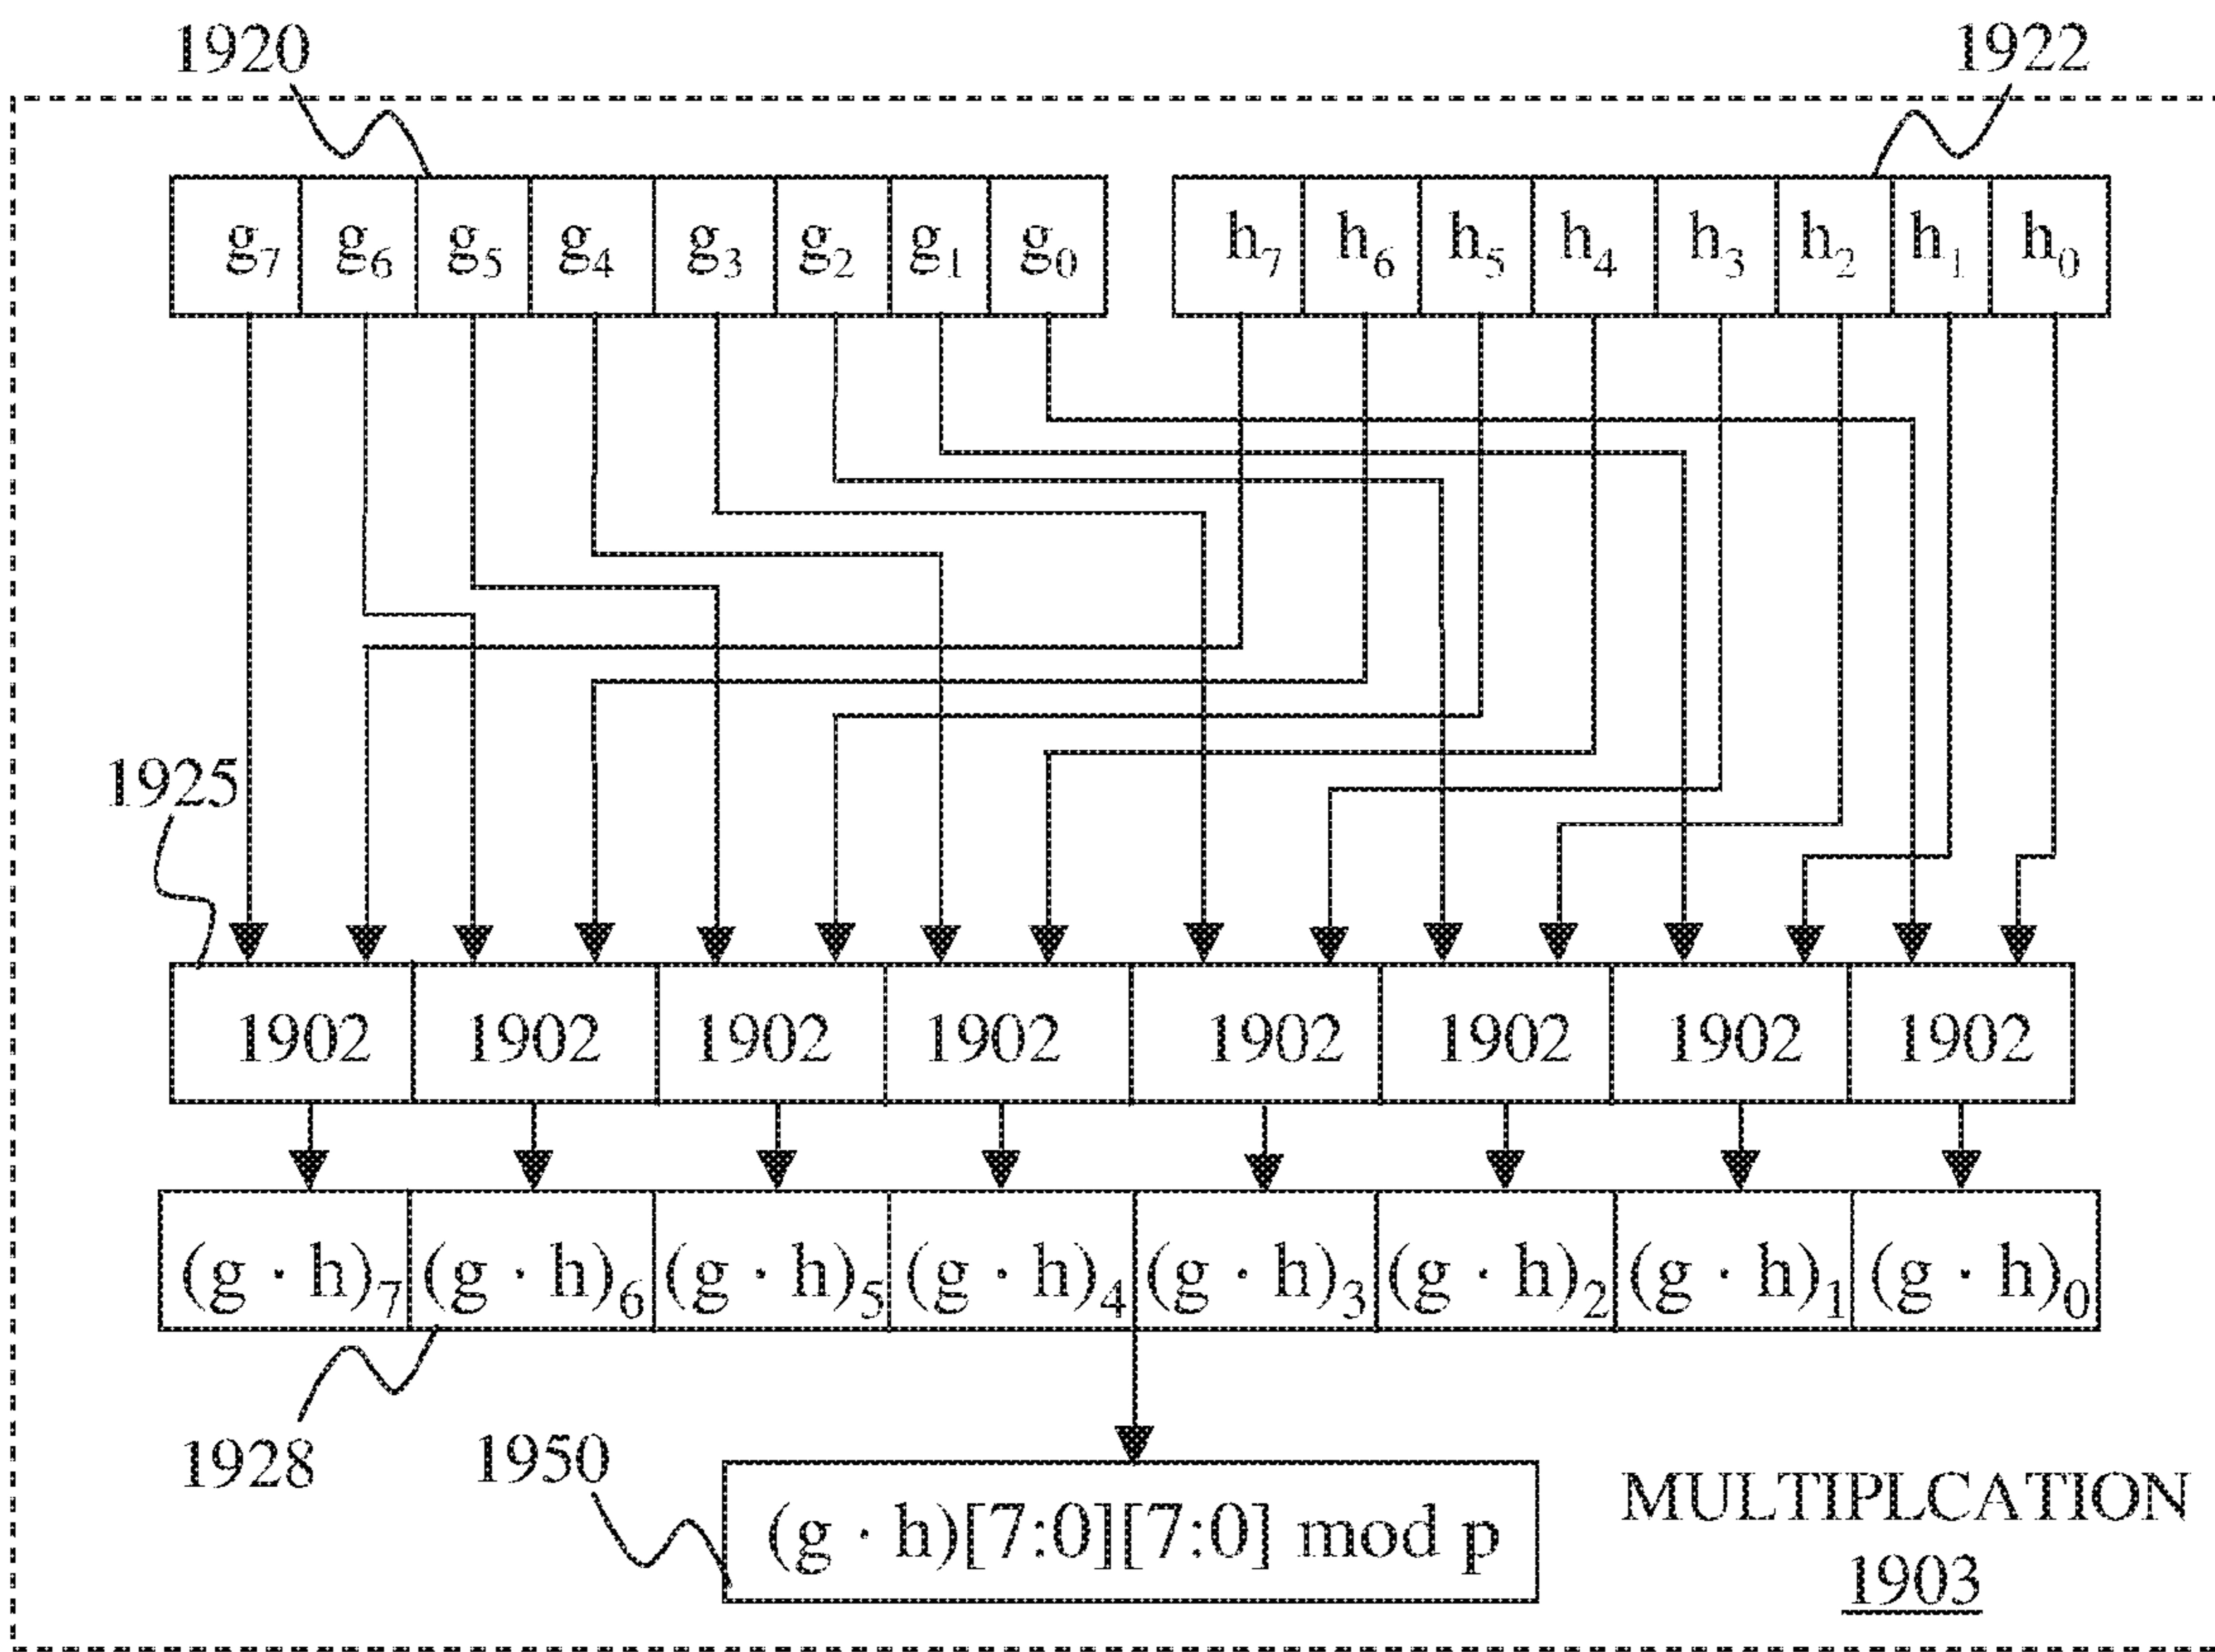 1920 1922
g7 g6 g5 g4 g3 g2 g1 g0 h7 h6 h5 h4 h3 h2 h1 h0
1925
1902 1902 1902 1902 1902 1902 1902 1902
(g · h)7 (g · h)6 (g · h)5 (g · h)4 (g · h)3 (g · h)2 (g · h)1 (g · h)0
1928 1950
(g · h)[7:0][7:0] mod p
MULTIPLCATION
1903